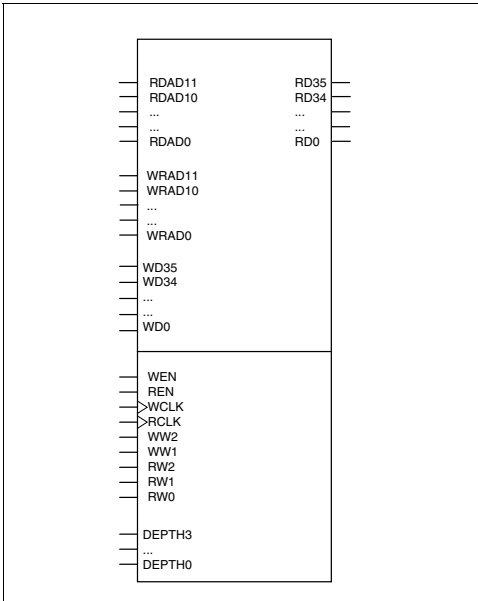 RDAD11 RD35
RDAD10 RD34
... ...
... ...
RDAD0 RD0
WRAD11
WRAD10
...
...
WRAD0
WD35
WD34
...
...
WD0
WEN
REN
WCLK
RCLK
WW2
WW1
RW2
RW1
RW0
DEPTH3
...
DEPTH0